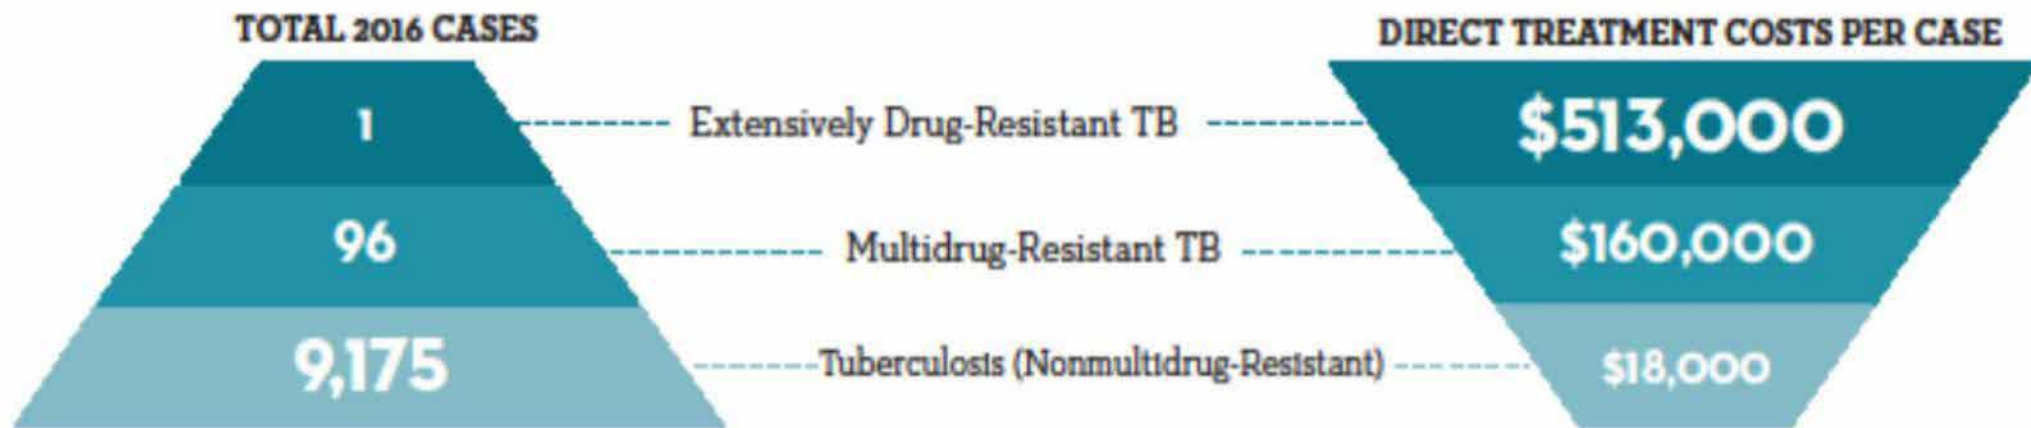 TOTAL 2016 CASES
DIRECT TREATMENT COSTS PER CASE
1
Extensively Drug-Resistant TB
$513,000
96
Multidrug-Resistant TB
$160,000
9,175
Tuberculosis (Nonmultidrug-Resistant)
$18,000